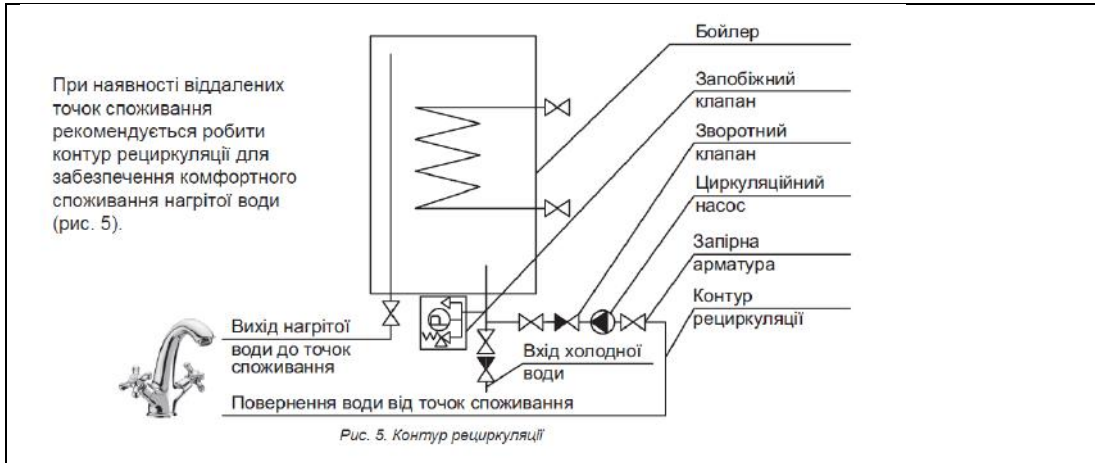 При наявності віддалених
точок споживання
рекомендується робити
контур рециркуляції для
забезпечення комфортного
споживання нагрітої води
(рис. 5).
Бойлер
Запобіжний
клапан
Зворотний
клапан
Циркуляційний
насос
Запірна
арматура
Контур
рециркуляції
P
Вихід нагрітої
води до точок
споживання
Вхід холодної
води
Повернення води від точок споживання
Рис. 5. Контур рециркуляції